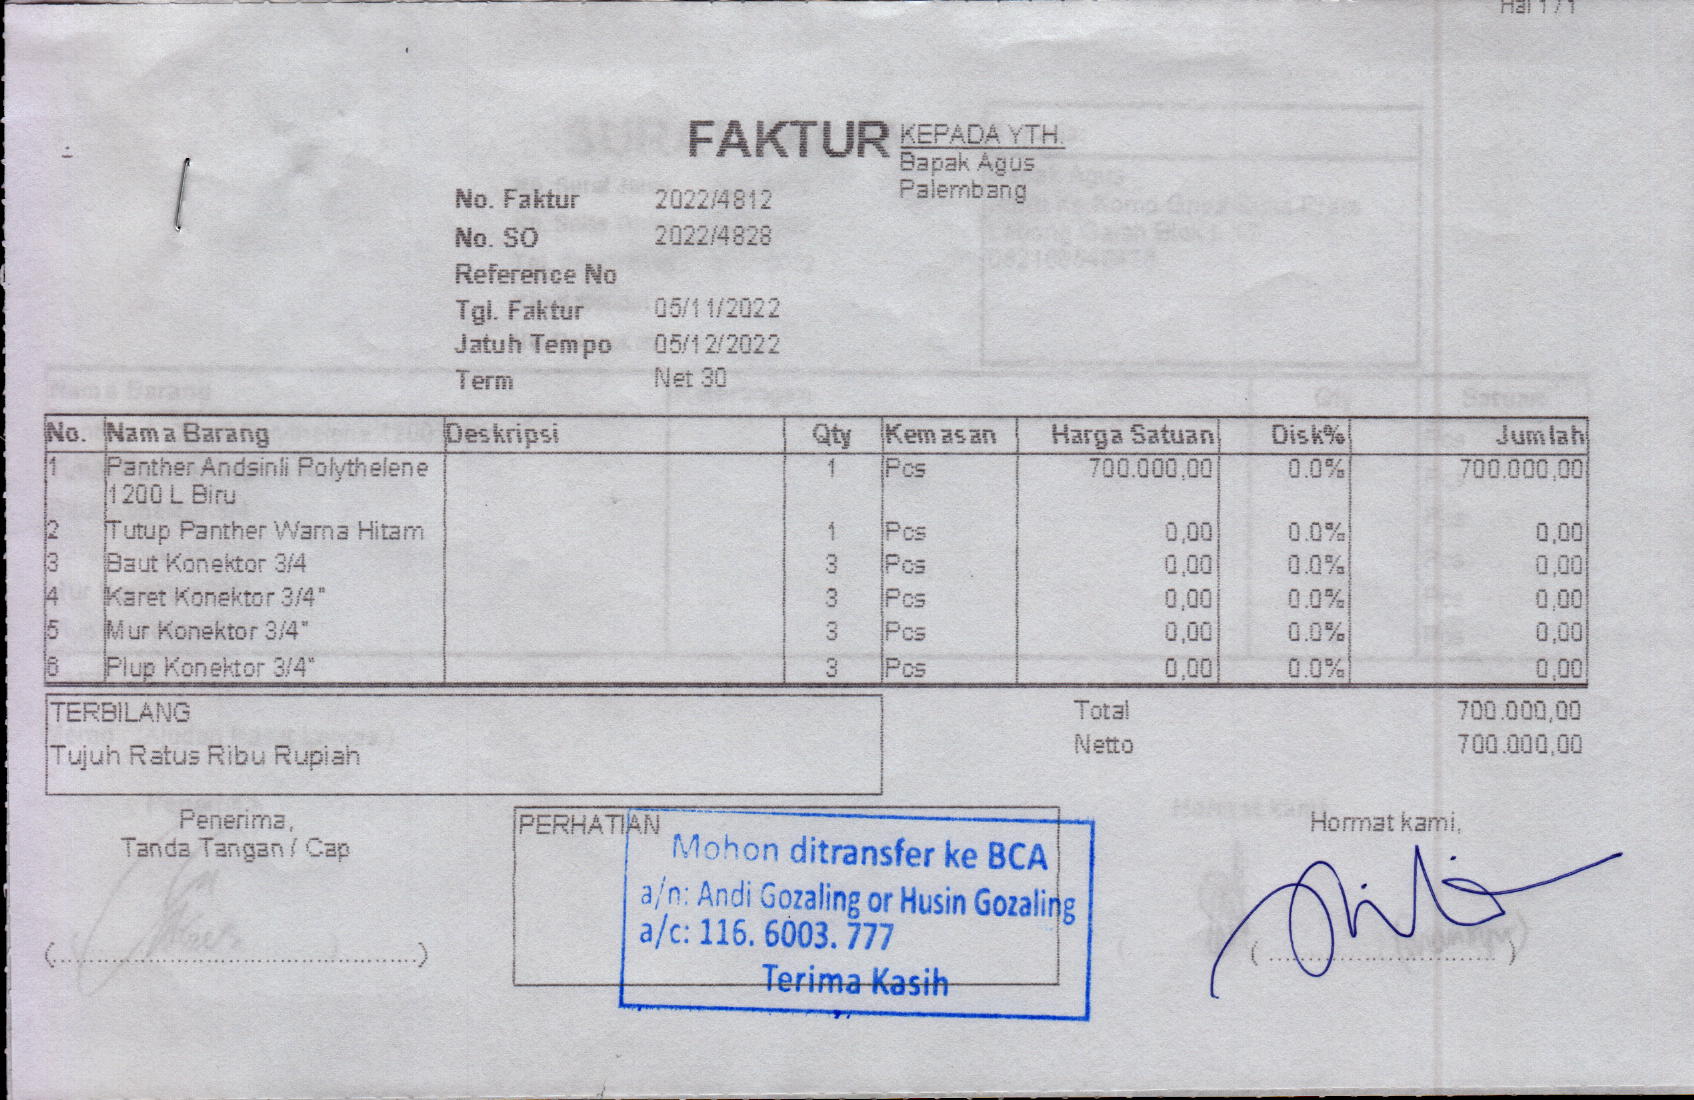 Hal 1 / 1
FAKTUR
KEPADA YTH.
Bapak Agus
Palembang
No. Faktur 2022/4812
No. SO 2022/4828
Reference No
Tgl. Faktur 05/11/2022
Jatuh Tempo 05/12/2022
Term Net 30
No. Nama Barang Deskripsi Qty Kemasan Harga Satuan Disk% Jumlah
1 Panther Andsinli Polythelene 1 Pcs 700.000,00 0.0% 700.000,00
1200 L Biru
2 Tutup Panther Warna Hitam 1 Pcs 0,00 0.0% 0,00
3 Baut Konektor 3/4 3 Pcs 0,00 0.0% 0,00
4 Karet Konektor 3/4" 3 Pcs 0,00 0.0% 0,00
5 Mur Konektor 3/4" 3 Pcs 0,00 0.0% 0,00
6 Plup Konektor 3/4" 3 Pcs 0,00 0.0% 0,00
TERBILANG
Tujuh Ratus Ribu Rupiah
Total 700.000,00
Netto 700.000,00
Penerima,
Tanda Tangan / Cap
PERHATIAN
Mohon ditransfer ke BCA
a/n: Andi Gozaling or Husin Gozaling
a/c: 116. 6003. 777
Terima Kasih
Hormat kami,